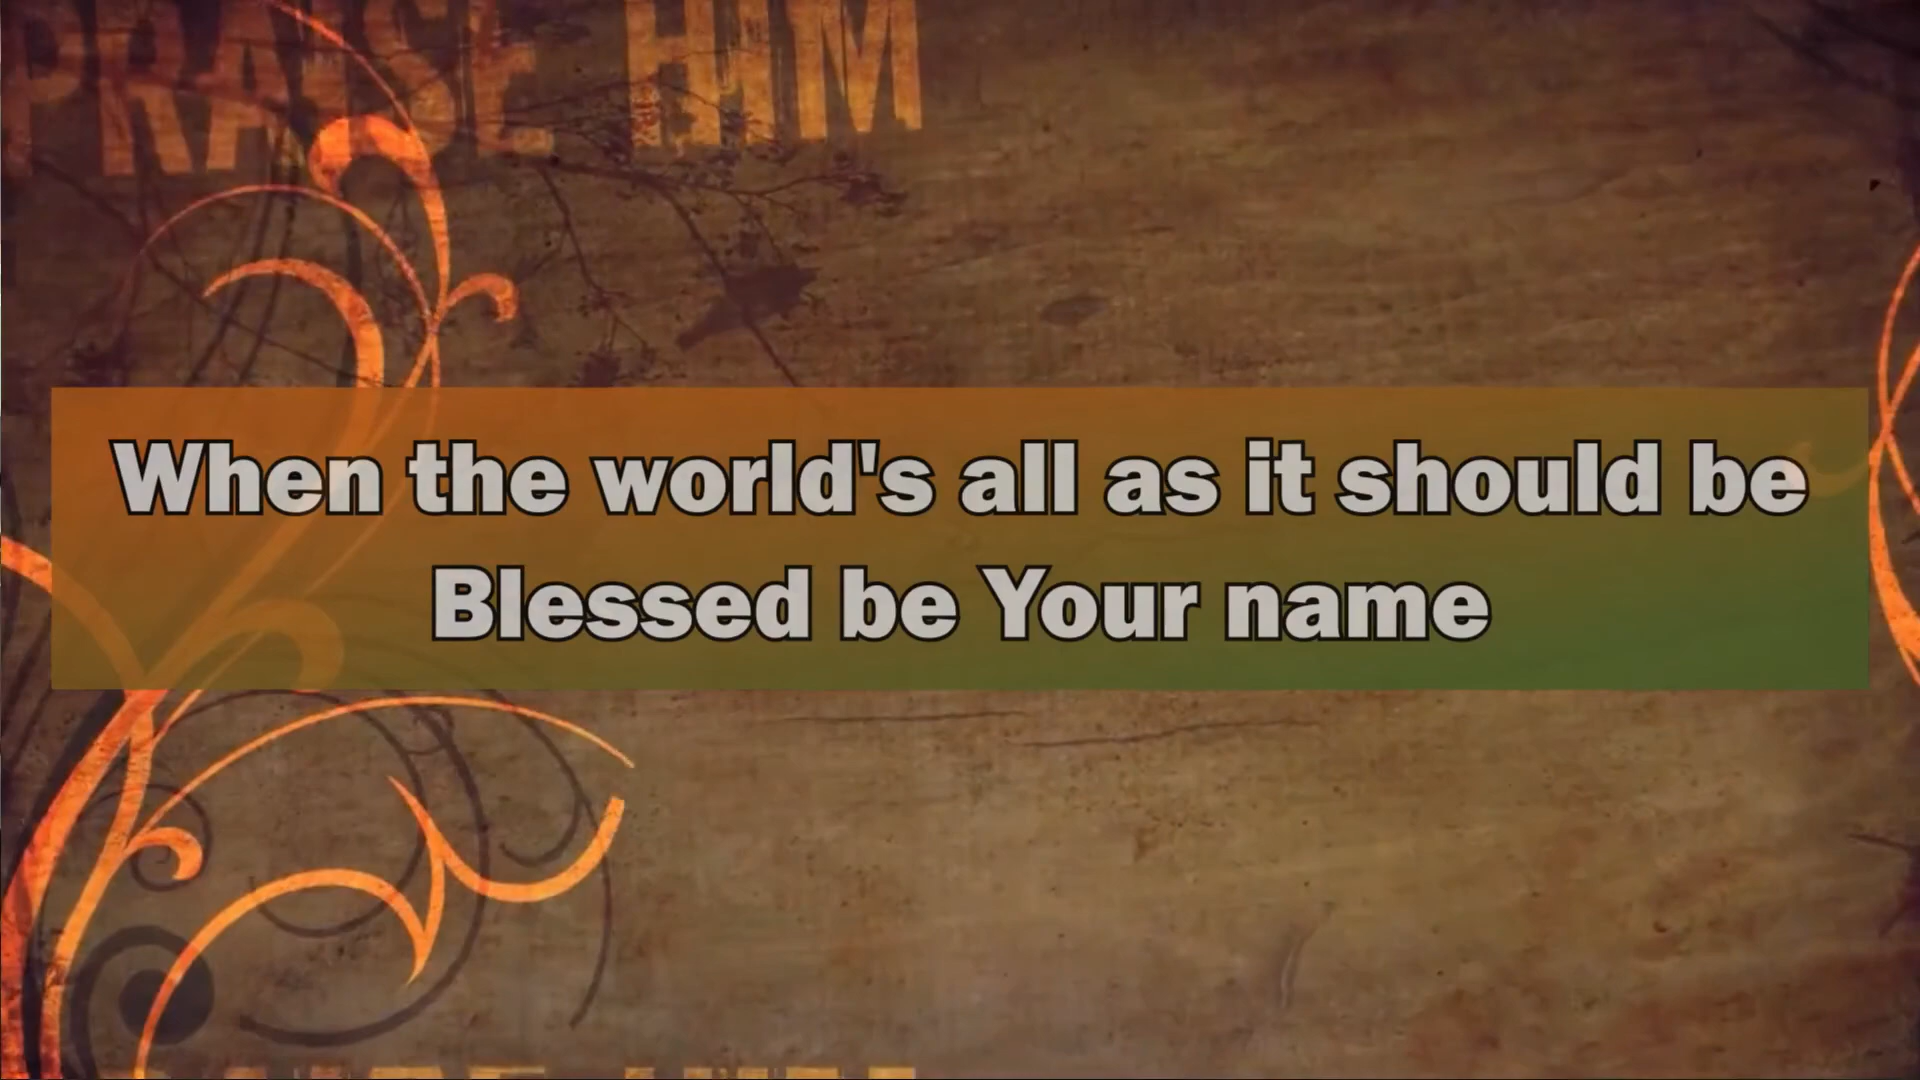 PRAISE HIM
When the world's all as it should be
Blessed be Your name